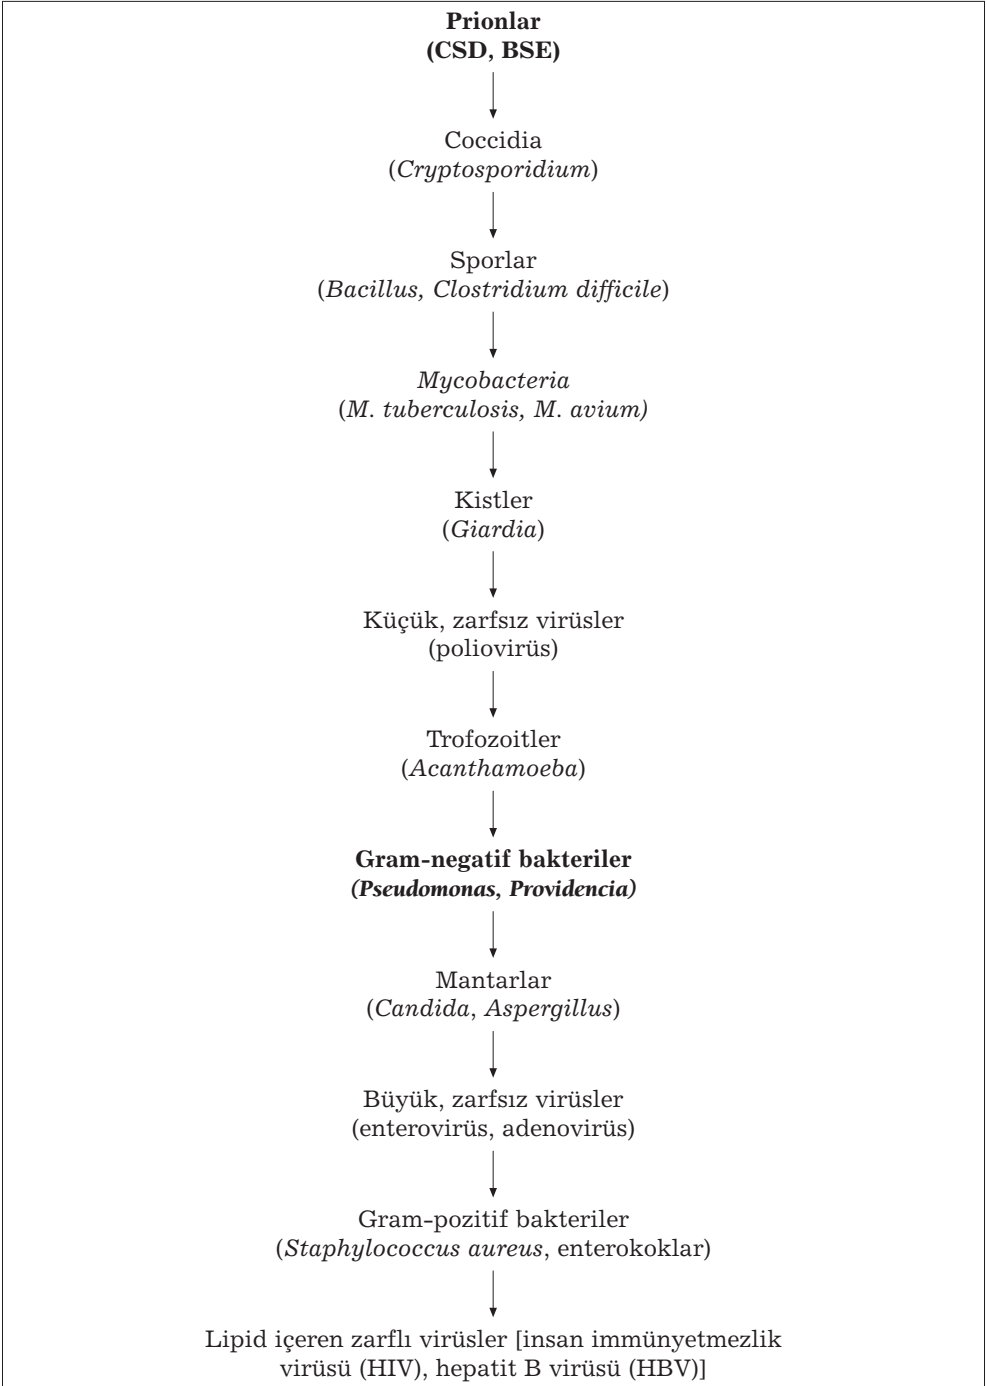 Prionlar
(CSD, BSE)
Coccidia
(Cryptosporidium)
Sporlar
(Bacillus, Clostridium difficile)
Mycobacteria
(M. tuberculosis, M. avium)
Kistler
(Giardia)
Küçük, zarfsız virüsler
(poliovirüs)
Trofozoitler
(Acanthamoeba)
Gram-negatif bakteriler
(Pseudomonas, Providencia)
Mantarlar
(Candida, Aspergillus)
Büyük, zarfsız virüsler
(enterovirüs, adenovirüs)
Gram-pozitif bakteriler
(Staphylococcus aureus, enterokoklar)
Lipid içeren zarflı virüsler [insan immünyetmezlik
virüsü (HIV), hepatit B virüsü (HBV)]